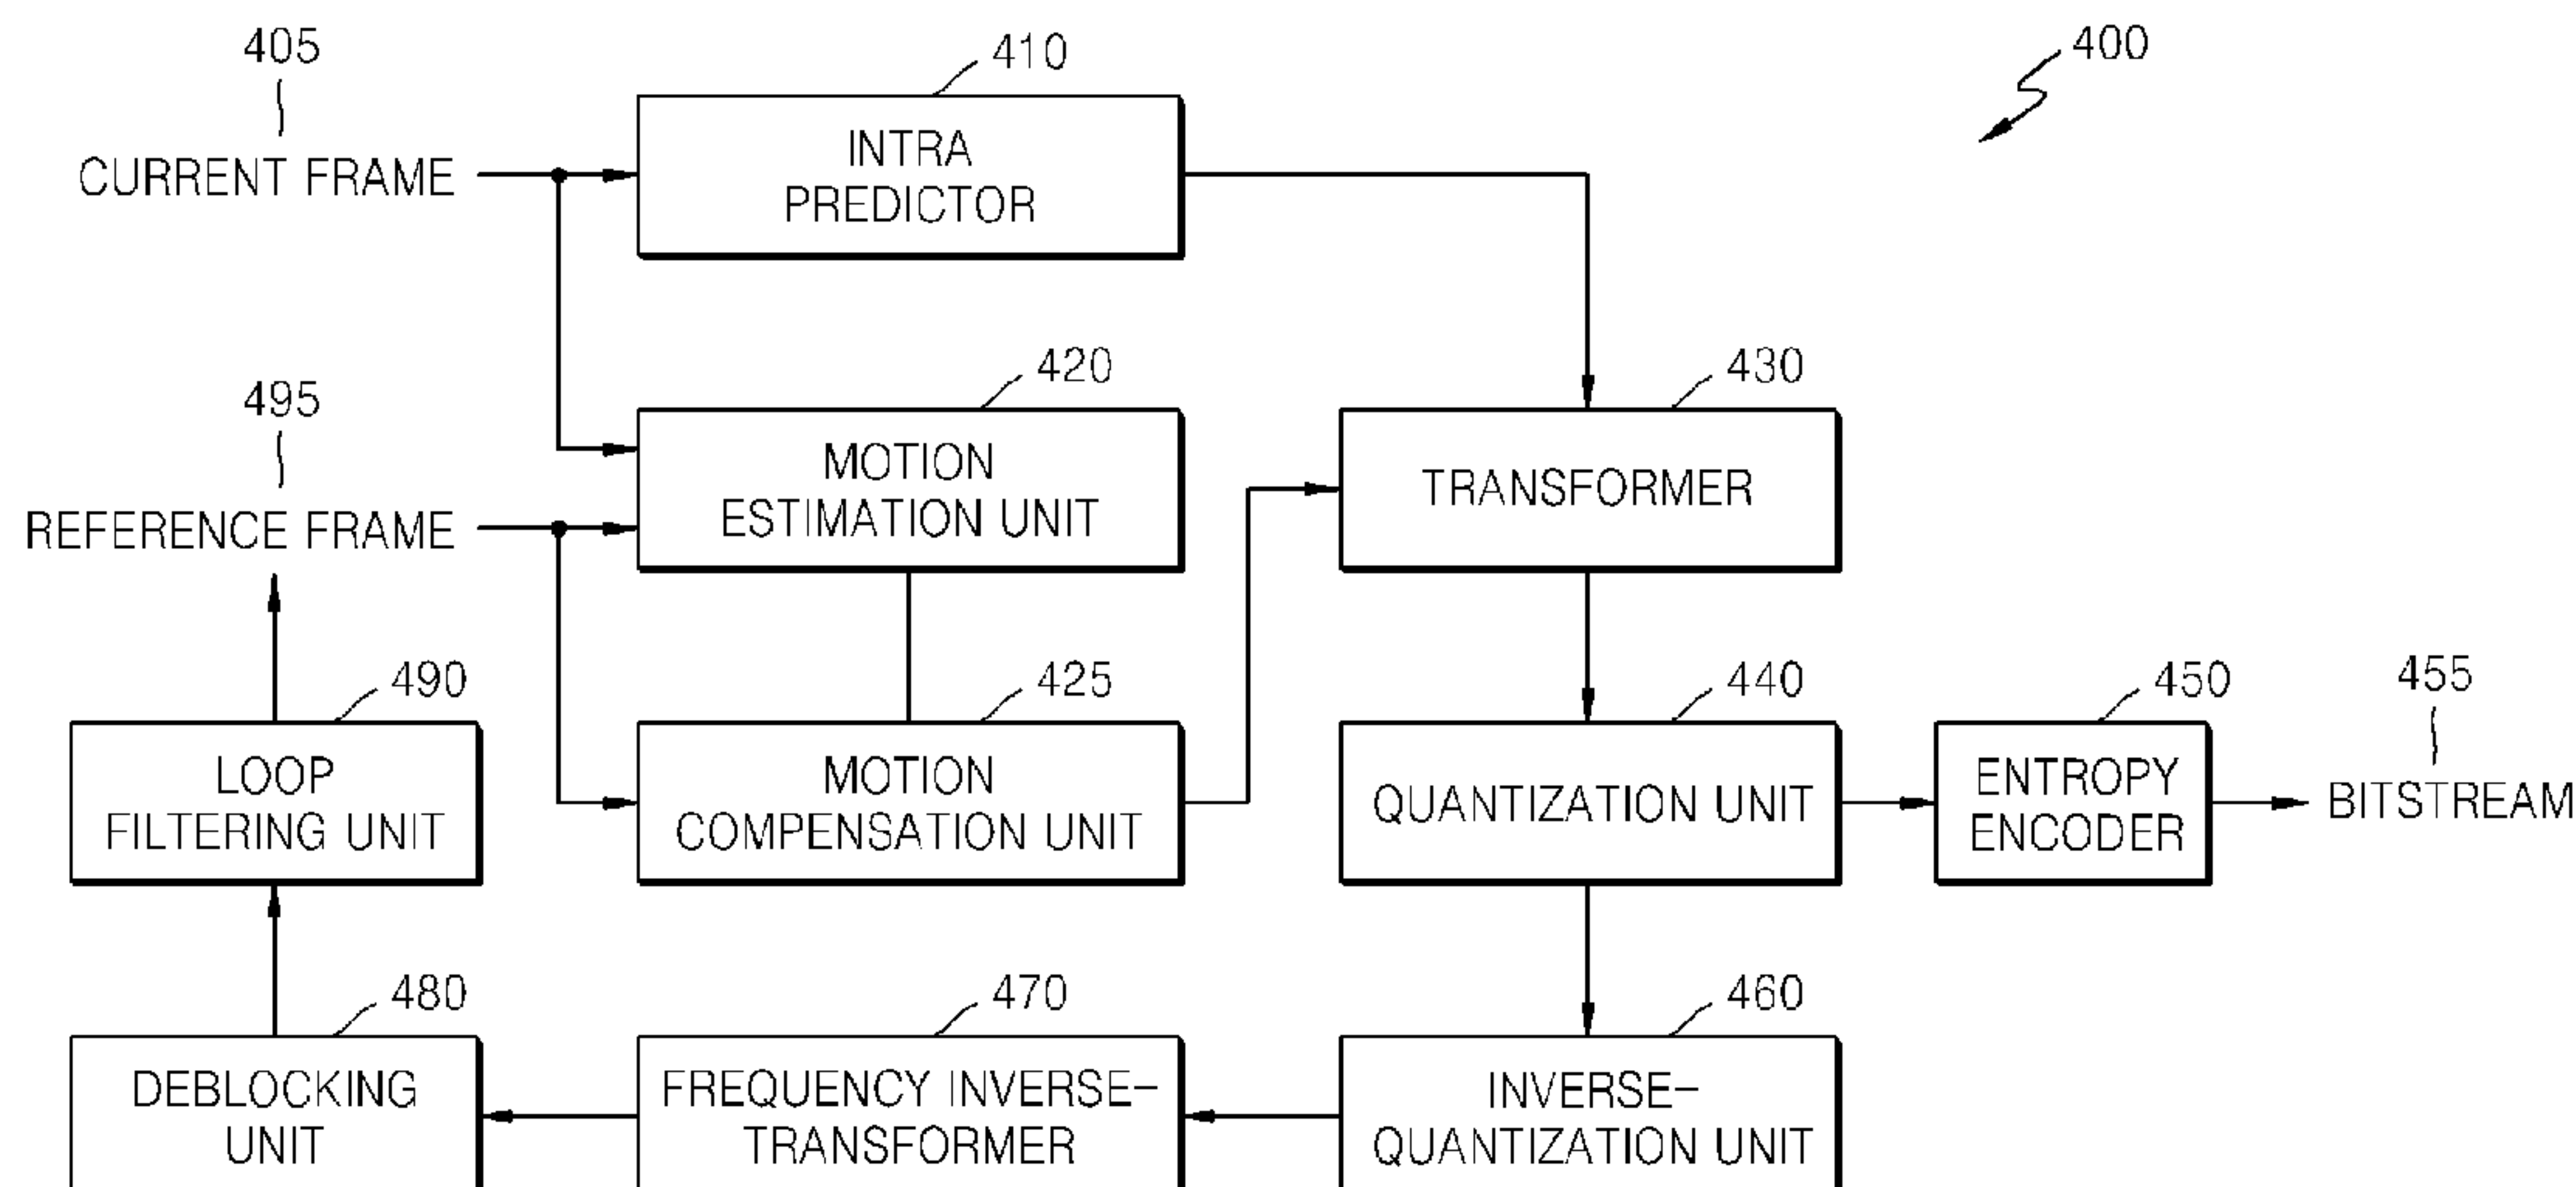 405
410
400
CURRENT FRAME
INTRA
PREDICTOR
495
420
430
REFERENCE FRAME
MOTION
ESTIMATION UNIT
TRANSFORMER
490
425
440
450
455
LOOP
FILTERING UNIT
MOTION
COMPENSATION UNIT
QUANTIZATION UNIT
ENTROPY
ENCODER
BITSTREAM
480
470
460
DEBLOCKING
UNIT
FREQUENCY INVERSE-
TRANSFORMER
INVERSE-
QUANTIZATION UNIT